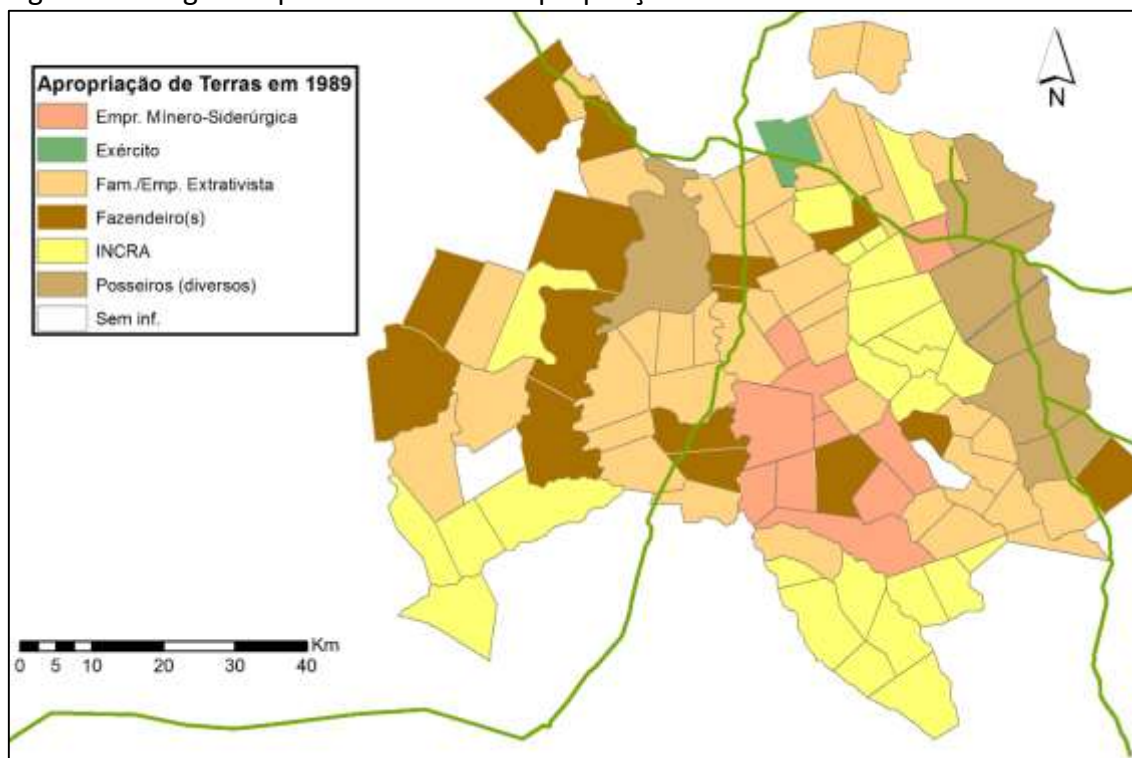 Apropriação de Terras em 1989
Empr. Mínero-Siderúrgica
Exército
Fam./Emp. Extrativista
Fazendeiro(s)
INCRA
Posseiros (diversos)
Sem inf.
N
Km
0 5 10 20 30 40